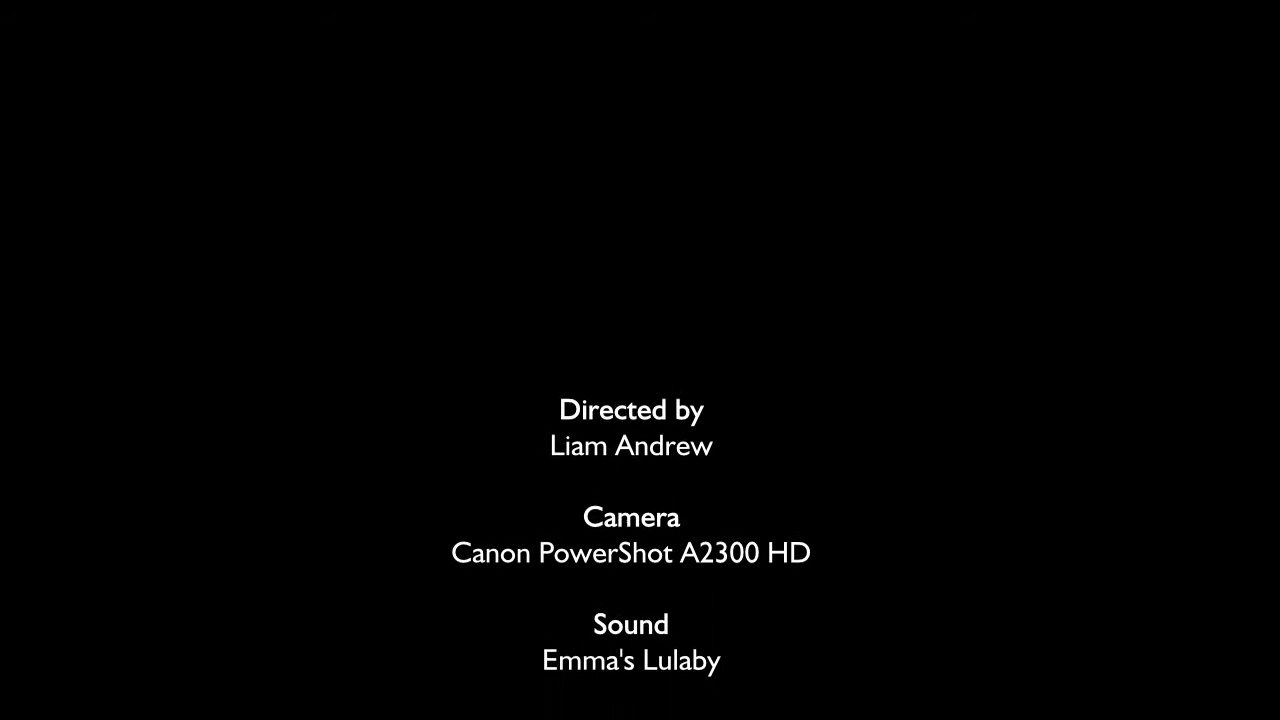 Directed by
Liam Andrew
Camera
Canon PowerShot A2300 HD
Sound
Emma's Lulaby